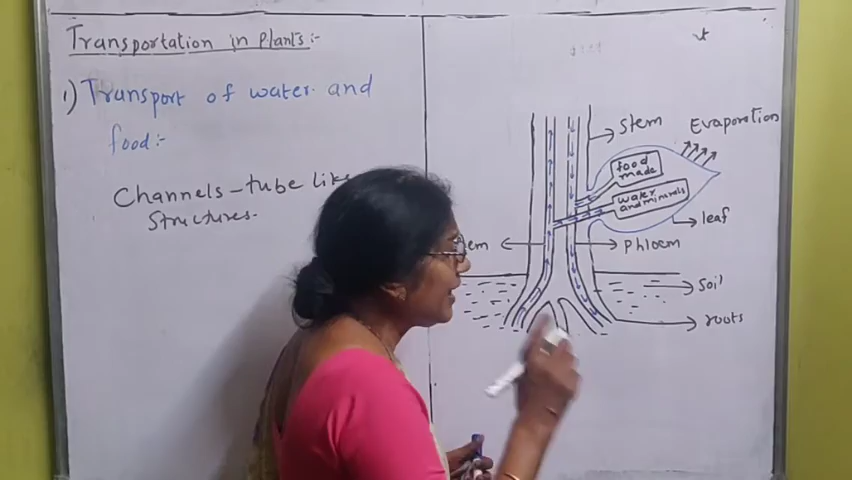 Transportation in plants:-
1) Transport of water and
food:-
Channels - tube like
Structures.
stem
Evaporation
food
made
water
and minerals
leaf
phloem
soil
roots